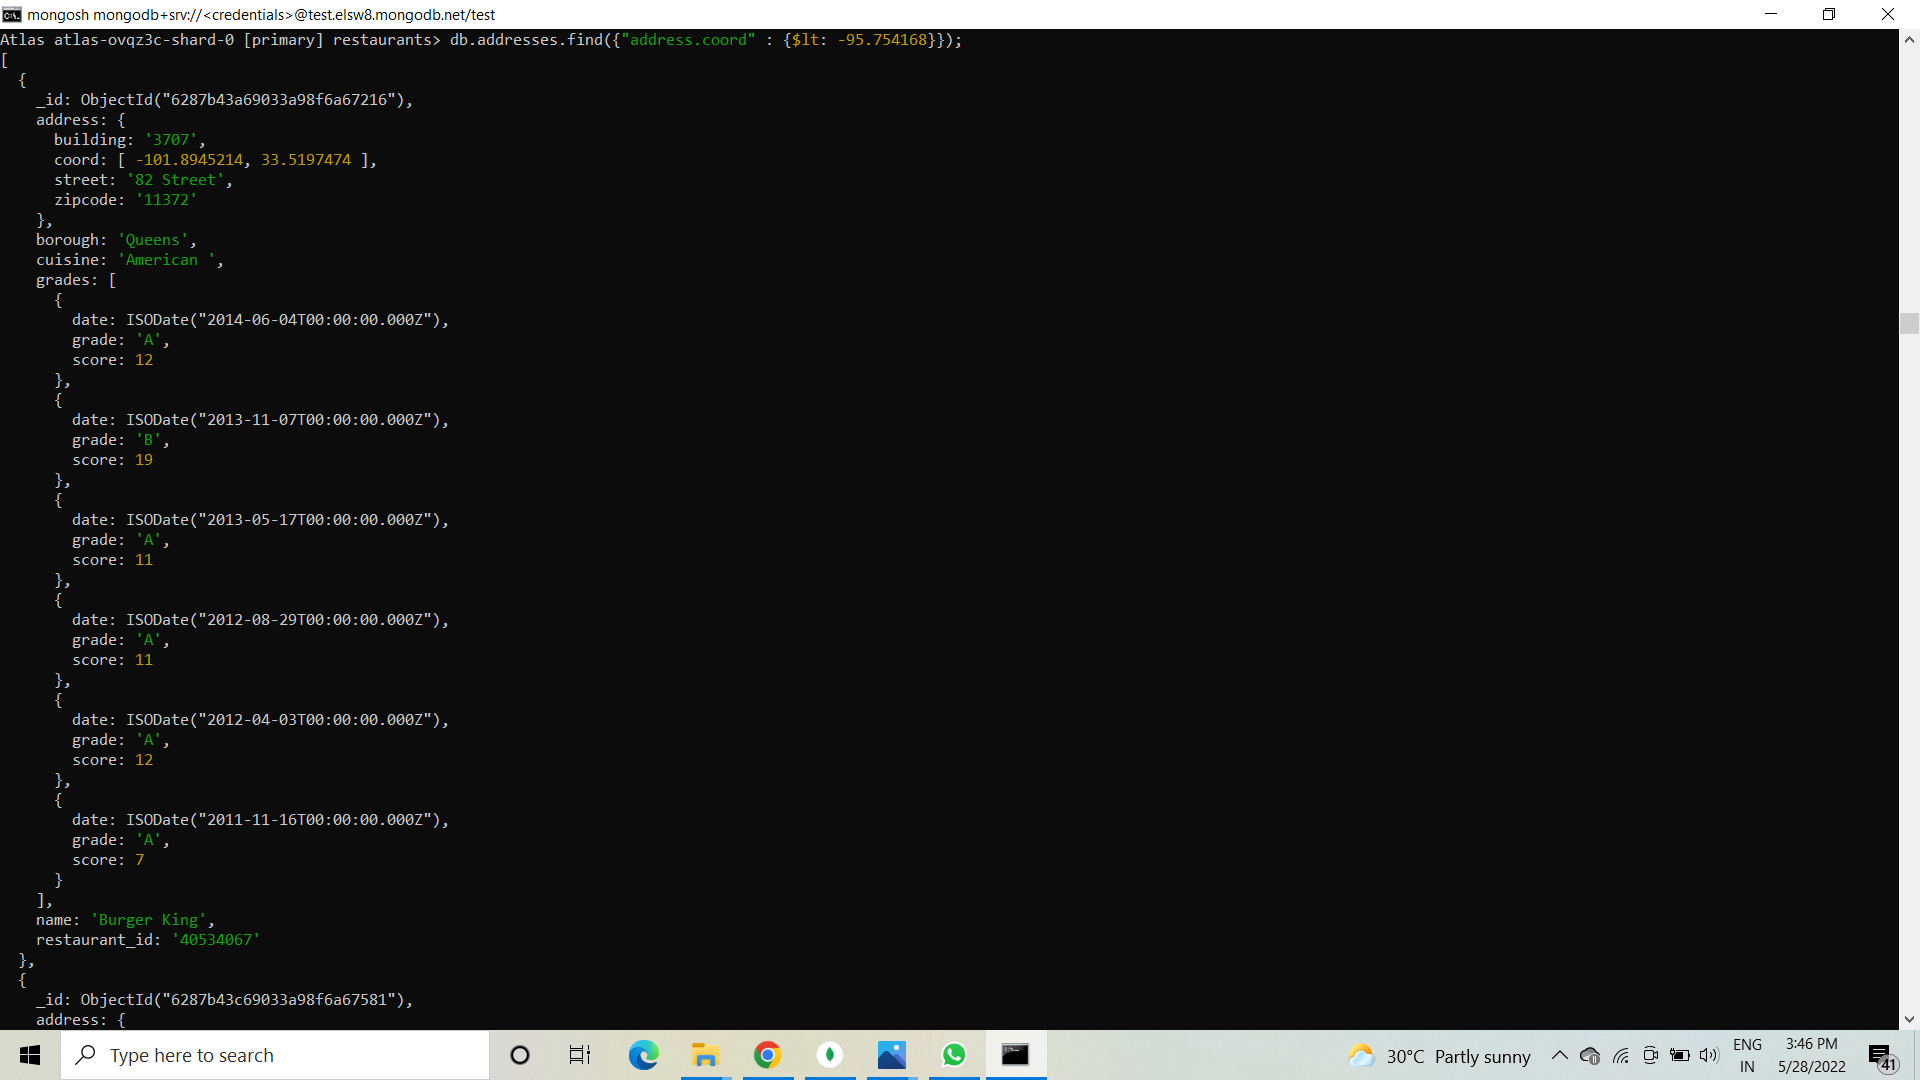 mongosh mongodb+srv://<credentials>@test.elsw8.mongodb.net/test
Atlas atlas-ovqz3c-shard-0 [primary] restaurants> db.addresses.find({"address.coord" : {$lt: -95.754168}});
[
  {
    _id: ObjectId("6287b43a69033a98f6a67216"),
    address: {
      building: '3707',
      coord: [ -101.8945214, 33.5197474 ],
      street: '82 Street',
      zipcode: '11372'
    },
    borough: 'Queens',
    cuisine: 'American ',
    grades: [
      {
        date: ISODate("2014-06-04T00:00:00.000Z"),
        grade: 'A',
        score: 12
      },
      {
        date: ISODate("2013-11-07T00:00:00.000Z"),
        grade: 'B',
        score: 19
      },
      {
        date: ISODate("2013-05-17T00:00:00.000Z"),
        grade: 'A',
        score: 11
      },
      {
        date: ISODate("2012-08-29T00:00:00.000Z"),
        grade: 'A',
        score: 11
      },
      {
        date: ISODate("2012-04-03T00:00:00.000Z"),
        grade: 'A',
        score: 12
      },
      {
        date: ISODate("2011-11-16T00:00:00.000Z"),
        grade: 'A',
        score: 7
      }
    ],
    name: 'Burger King',
    restaurant_id: '40534067'
  },
  {
    _id: ObjectId("6287b43c69033a98f6a67581"),
    address: {
Type here to search
30°C Partly sunny
ENG
IN
3:46 PM
5/28/2022
41